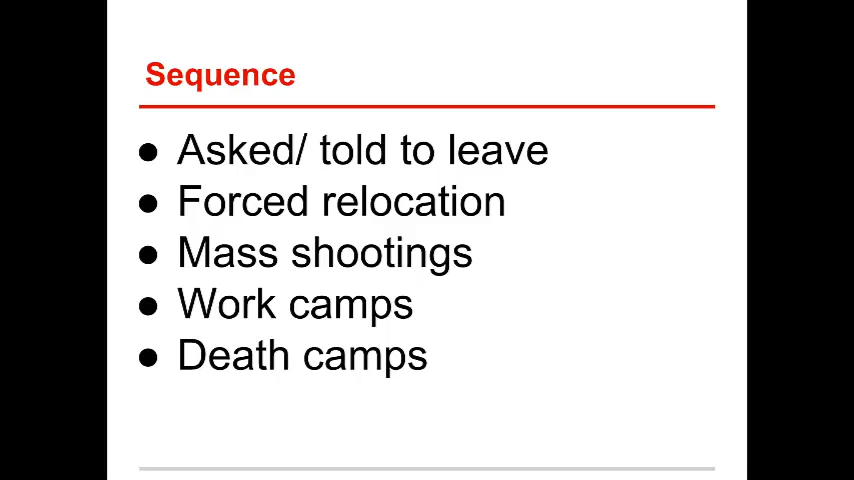 Sequence
● Asked/ told to leave
● Forced relocation
● Mass shootings
● Work camps
● Death camps